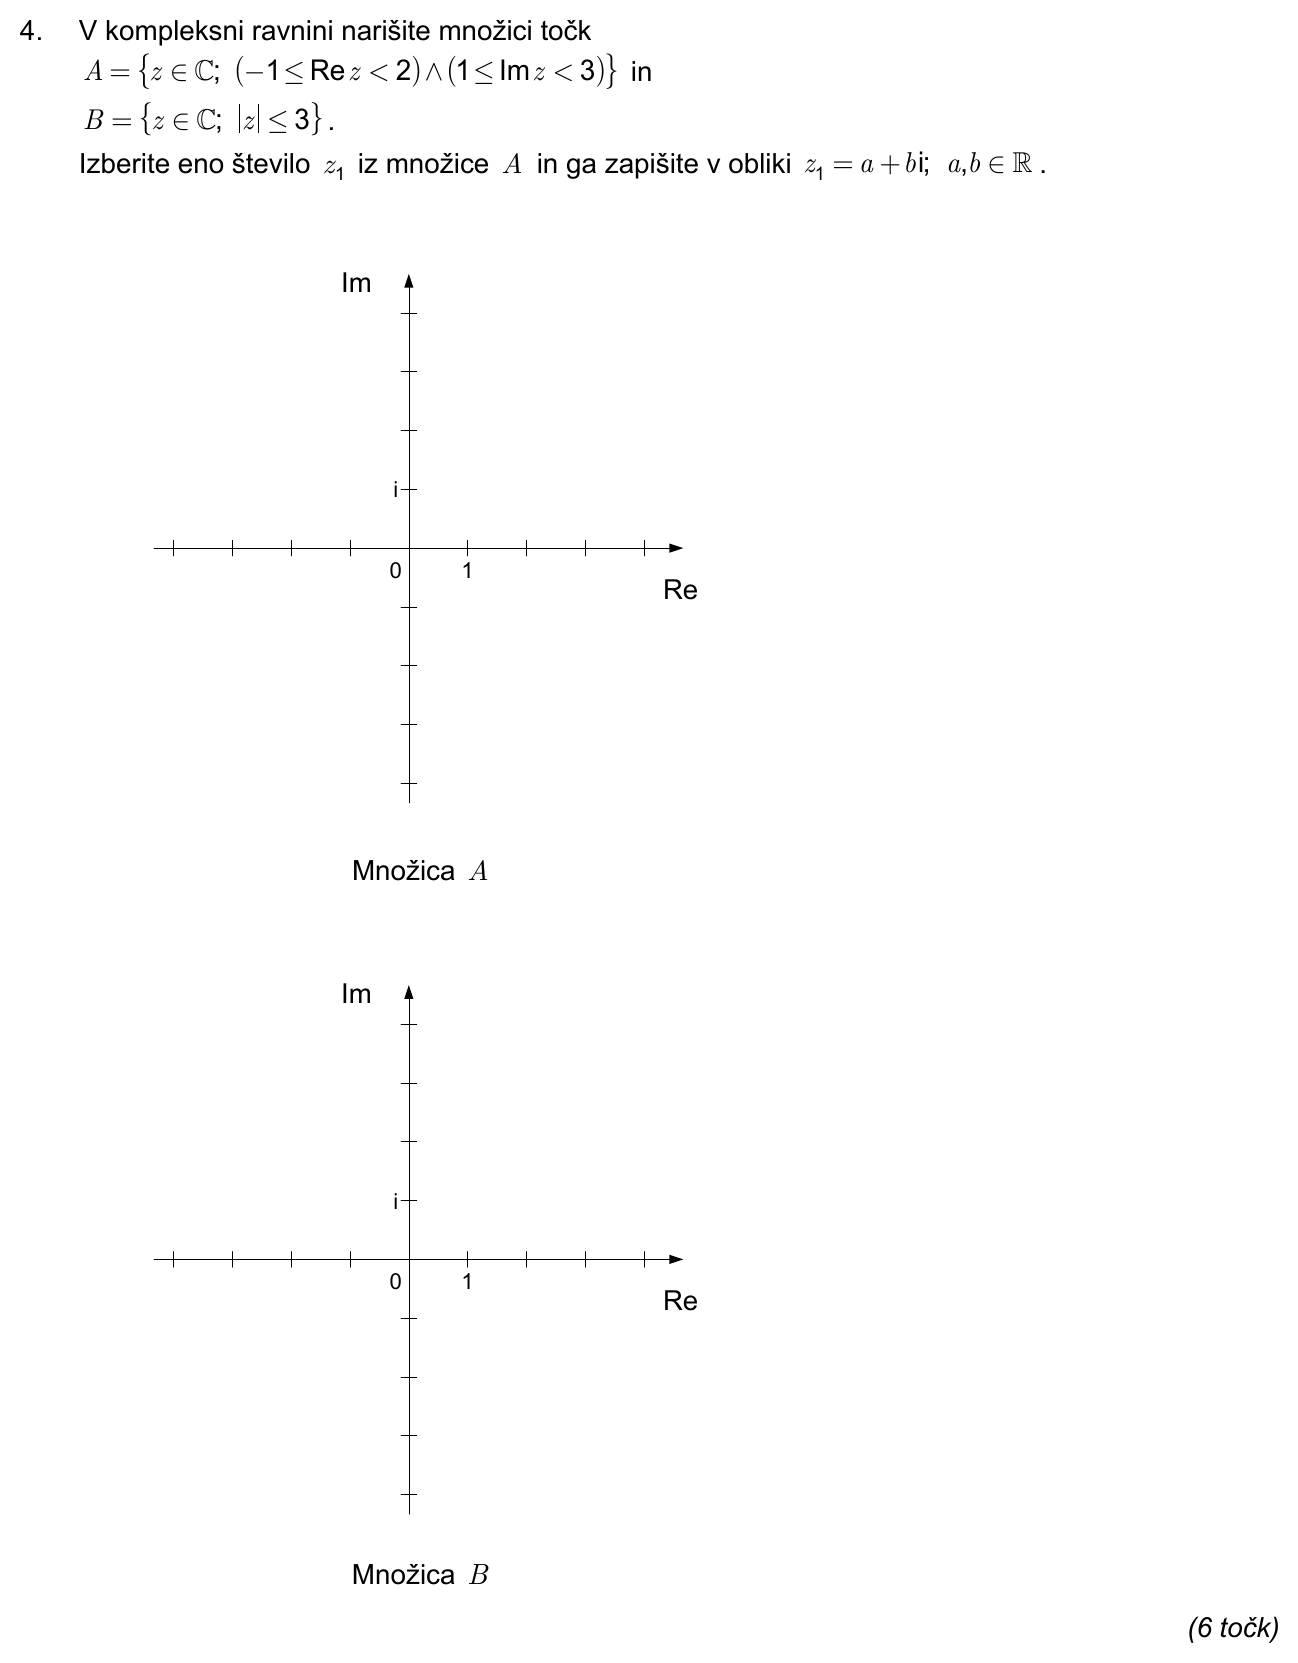 4. V kompleksni ravnini narišite množici točk
A = {z ∈ ℂ; (−1 ≤ Re z < 2) ∧ (1 ≤ Im z < 3)} in
B = {z ∈ ℂ; |z| ≤ 3}.
Izberite eno število z₁ iz množice A in ga zapišite v obliki z₁ = a + bi; a,b ∈ ℝ.
Im
i
0 1
Re
Množica A
Im
i
0 1
Re
Množica B
(6 točk)